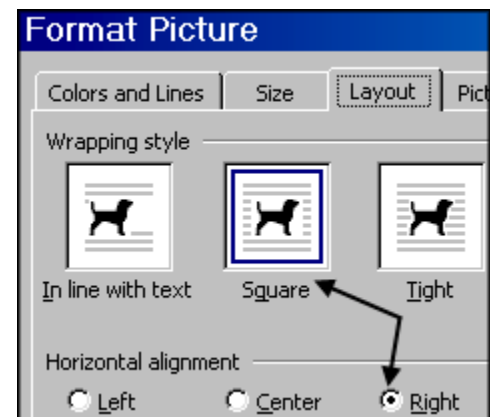 Format Picture
Colors and Lines Size Layout Pict
Wrapping style
In line with text Square Tight
Horizontal alignment
Left Center Right